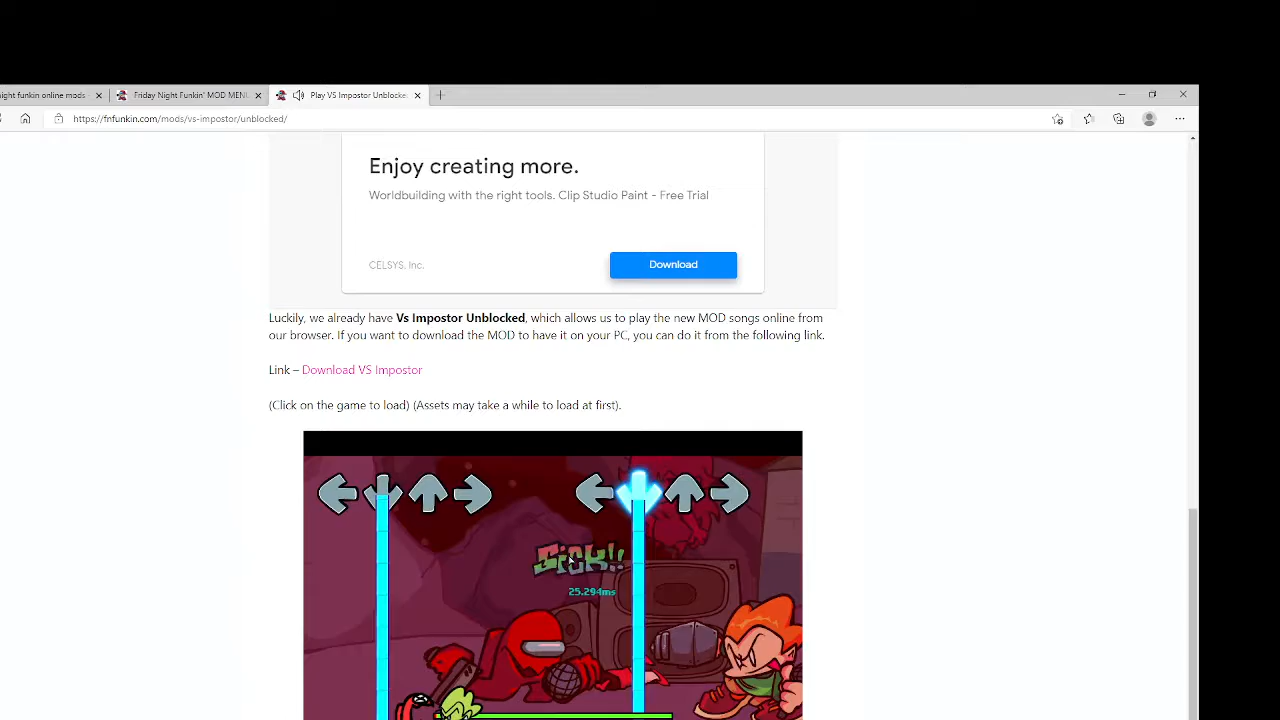 night funkin online mods -
Friday Night Funkin' MOD MENU
Play VS Impostor Unblocked
https://fnfunkin.com/mods/vs-impostor/unblocked/
Enjoy creating more.
Worldbuilding with the right tools. Clip Studio Paint - Free Trial
CELSYS, Inc.
Download
Luckily, we already have Vs Impostor Unblocked, which allows us to play the new MOD songs online from
our browser. If you want to download the MOD to have it on your PC, you can do it from the following link.
Link – Download VS Impostor
(Click on the game to load) (Assets may take a while to load at first).
Sick!!
25.294ms